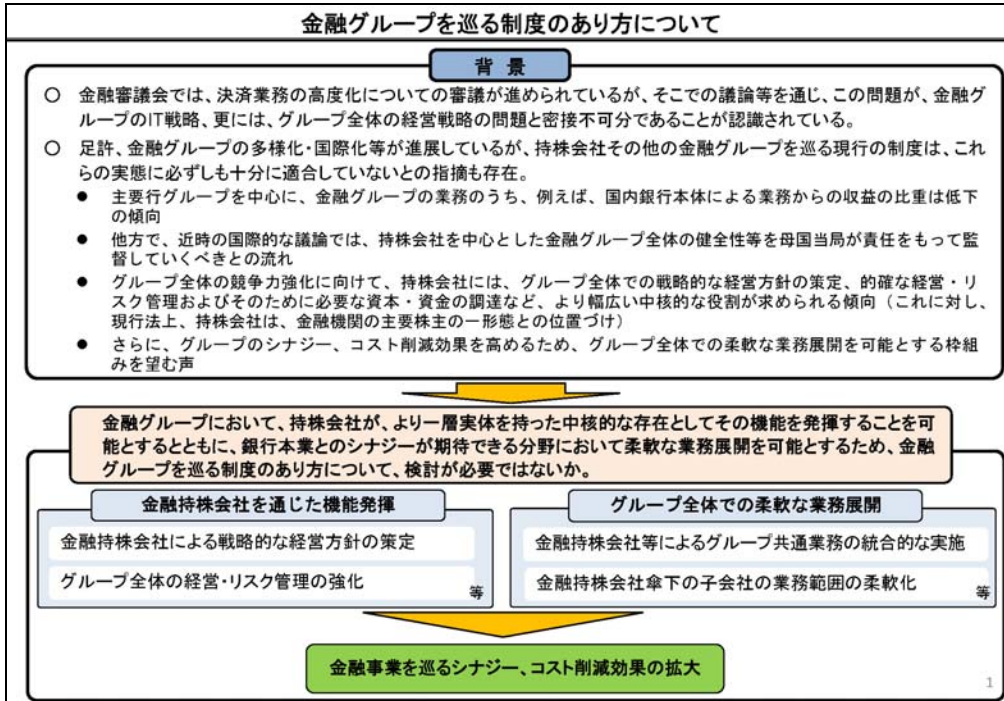 金融グループを巡る制度のあり方について
背 景
○ 金融審議会では、決済業務の高度化についての審議が進められているが、そこでの議論等を通じ、この問題が、金融グ
ループのIT戦略、更には、グループ全体の経営戦略の問題と密接不可分であることが認識されている。
○ 足許、金融グループの多様化・国際化等が進展しているが、持株会社その他の金融グループを巡る現行の制度は、これ
らの実態に必ずしも十分に適合していないとの指摘も存在。
● 主要行グループを中心に、金融グループの業務のうち、例えば、国内銀行本体による業務からの収益の比重は低下
の傾向
● 他方で、近時の国際的な議論では、持株会社を中心とした金融グループ全体の健全性等を母国当局が責任をもって監
督していくべきとの流れ
● グループ全体の競争力強化に向けて、持株会社には、グループ全体での戦略的な経営方針の策定、的確な経営・リ
スク管理およびそのために必要な資本・資金の調達など、より幅広い中核的な役割が求められる傾向（これに対し、
現行法上、持株会社は、金融機関の主要株主の一形態との位置づけ）
● さらに、グループのシナジー、コスト削減効果を高めるため、グループ全体での柔軟な業務展開を可能とする枠組
みを望む声
金融グループにおいて、持株会社が、より一層実体を持った中核的な存在としてその機能を発揮することを可
能とするとともに、銀行本業とのシナジーが期待できる分野において柔軟な業務展開を可能とするため、金融
グループを巡る制度のあり方について、検討が必要ではないか。
金融持株会社を通じた機能発揮
金融持株会社による戦略的な経営方針の策定
グループ全体の経営・リスク管理の強化
等
グループ全体での柔軟な業務展開
金融持株会社等によるグループ共通業務の統合的な実施
金融持株会社傘下の子会社の業務範囲の柔軟化
等
金融事業を巡るシナジー、コスト削減効果の拡大
1